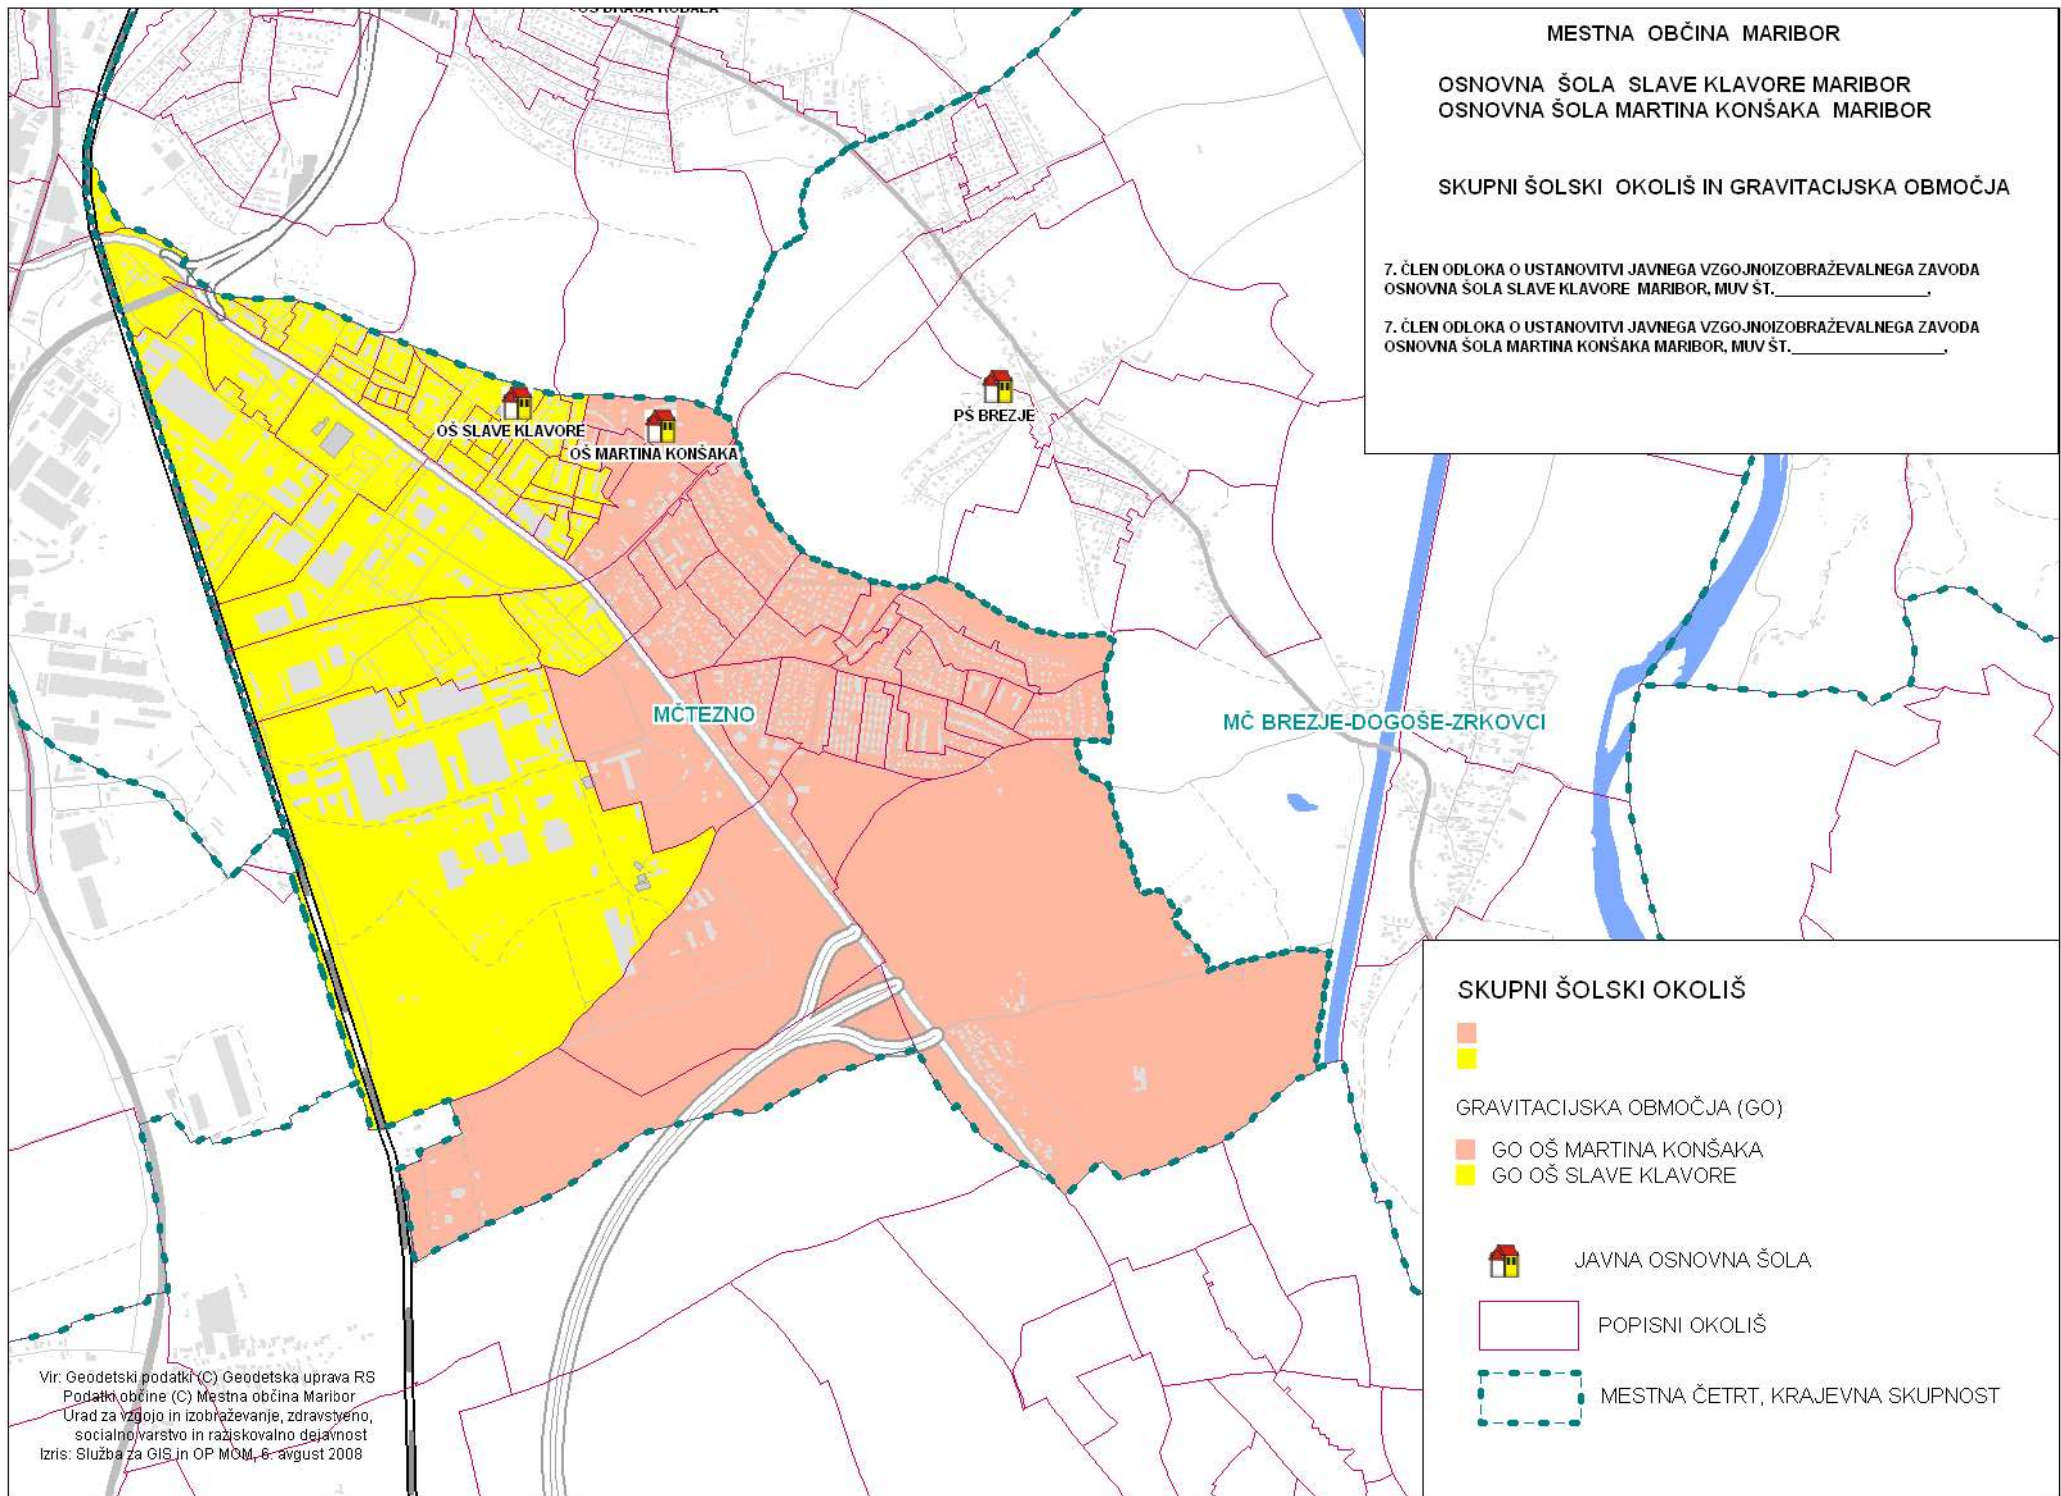 OŠ DRAGA KOBALA
MESTNA OBČINA MARIBOR
OSNOVNA ŠOLA SLAVE KLAVORE MARIBOR
OSNOVNA ŠOLA MARTINA KONŠAKA MARIBOR
SKUPNI ŠOLSKI OKOLIŠ IN GRAVITACIJSKA OBMOČJA
7. ČLEN ODLOKA O USTANOVITVI JAVNEGA VZGOJNOIZOBRAŽEVALNEGA ZAVODA
OSNOVNA ŠOLA SLAVE KLAVORE MARIBOR, MUV ŠT.____________________,
7. ČLEN ODLOKA O USTANOVITVI JAVNEGA VZGOJNOIZOBRAŽEVALNEGA ZAVODA
OSNOVNA ŠOLA MARTINA KONŠAKA MARIBOR, MUV ŠT.____________________,
OŠ SLAVE KLAVORE
OŠ MARTINA KONŠAKA
PŠ BREZJE
MČTEZNO
MČ BREZJE-DOGOŠE-ZRKOVCI
SKUPNI ŠOLSKI OKOLIŠ
GRAVITACIJSKA OBMOČJA (GO)
GO OŠ MARTINA KONŠAKA
GO OŠ SLAVE KLAVORE
JAVNA OSNOVNA ŠOLA
POPISNI OKOLIŠ
MESTNA ČETRT, KRAJEVNA SKUPNOST
Vir: Geodetski podatki (C) Geodetska uprava RS
Podatki občine (C) Mestna občina Maribor
Urad za vzgojo in izobraževanje, zdravstveno,
socialno varstvo in raziskovalno dejavnost
Izris: Služba za GIS in OP MOM, 6. avgust 2008